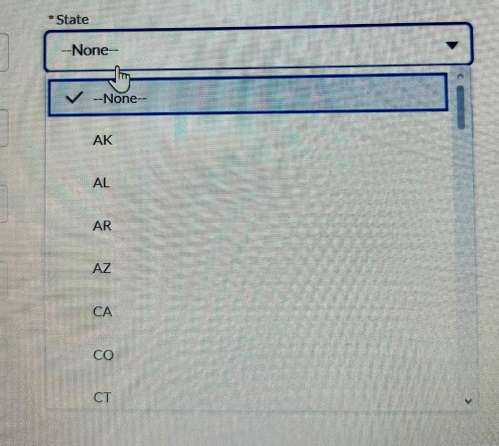 *State
--None--
--None--
AK
AL
AR
AZ
CA
CO
CT